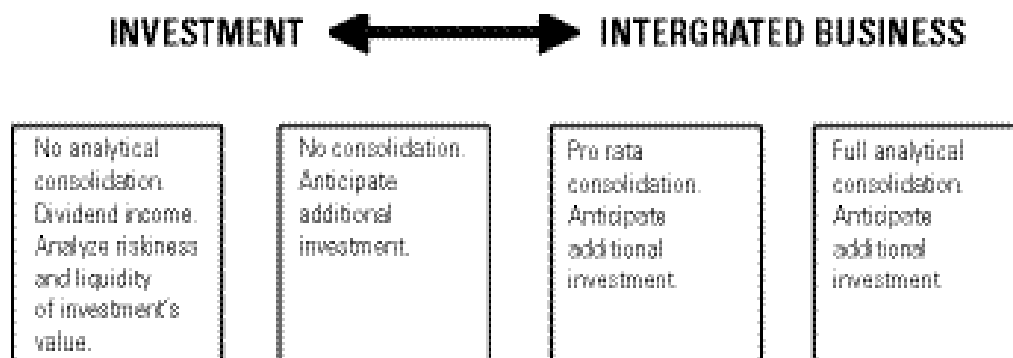 INVESTMENT INTERGRATED BUSINESS
No analytical
consolidation.
Dividend income.
Analyze riskiness
and liquidity
of investment's
value.
No consolidation.
Anticipate
additional
investment.
Pro rata
consolidation.
Anticipate
additional
investment.
Full analytical
consolidation.
Anticipate
additional
investment.